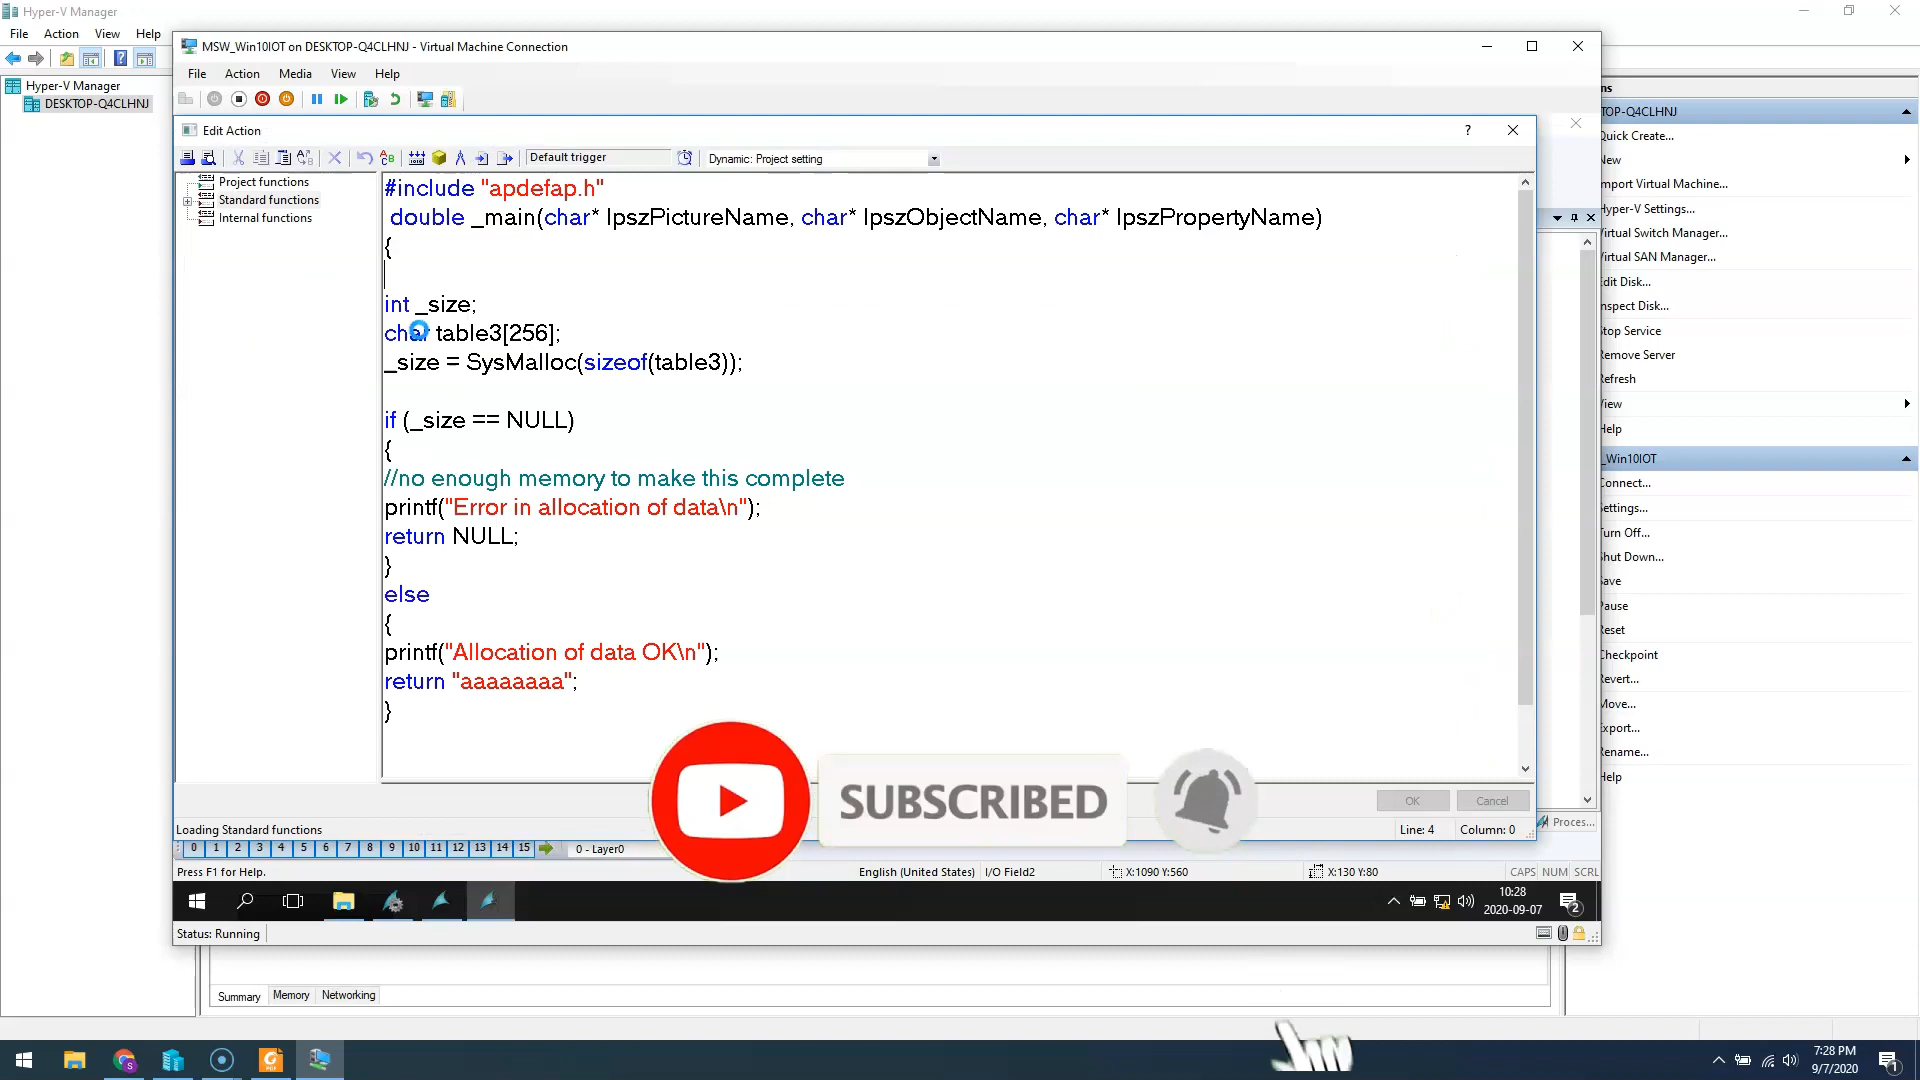 Hyper-V Manager
File Action View Help
Hyper-V Manager
DESKTOP-Q4CLHNJ
MSW_Win10IOT on DESKTOP-Q4CLHNJ - Virtual Machine Connection
File Action Media View Help
Edit Action
Default trigger
Dynamic: Project setting
Project functions
Standard functions
Internal functions
#include "apdefap.h"
double _main(char* lpszPictureName, char* lpszObjectName, char* lpszPropertyName)
{
int _size;
char table3[256];
_size = SysMalloc(sizeof(table3));
if (_size == NULL)
{
//no enough memory to make this complete
printf("Error in allocation of data\n");
return NULL;
}
else
{
printf("Allocation of data OK\n");
return "aaaaaaaa";
}
SUBSCRIBED
OK Cancel
Loading Standard functions
Line: 4 Column: 0
Proces...
0 1 2 3 4 5 6 7 8 9 10 11 12 13 14 15
0 - Layer0
Press F1 for Help.
English (United States) I/O Field2 X:1090 Y:560 X:130 Y:80 CAPS NUM SCRL
10:28
2020-09-07
2
Status: Running
Summary Memory Networking
ns
TOP-Q4CLHNJ
Quick Create...
New
mport Virtual Machine...
Hyper-V Settings...
Virtual Switch Manager...
Virtual SAN Manager...
Edit Disk...
nspect Disk...
Stop Service
Remove Server
Refresh
View
Help
_Win10IOT
Connect...
Settings...
Turn Off...
Shut Down...
Save
Pause
Reset
Checkpoint
Revert...
Move...
Export...
Rename...
Help
7:28 PM
9/7/2020
1